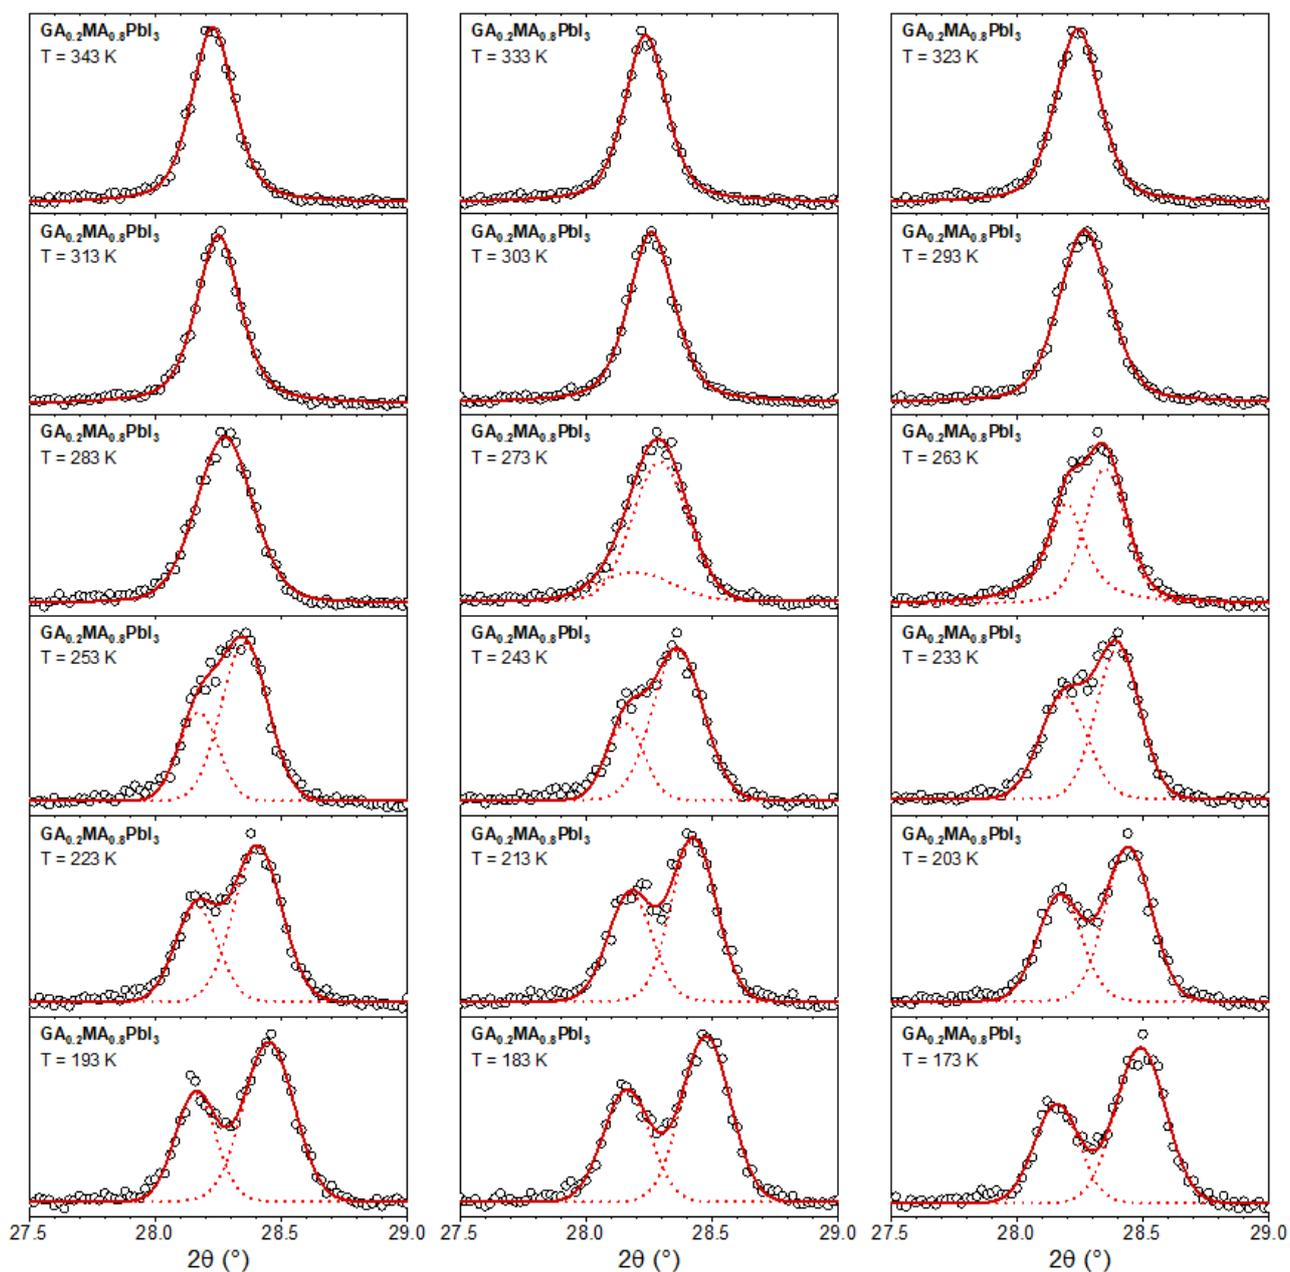 GA0.2MA0.8PbI3
T = 343 K
GA0.2MA0.8PbI3
T = 333 K
GA0.2MA0.8PbI3
T = 323 K
GA0.2MA0.8PbI3
T = 313 K
GA0.2MA0.8PbI3
T = 303 K
GA0.2MA0.8PbI3
T = 293 K
GA0.2MA0.8PbI3
T = 283 K
GA0.2MA0.8PbI3
T = 273 K
GA0.2MA0.8PbI3
T = 263 K
GA0.2MA0.8PbI3
T = 253 K
GA0.2MA0.8PbI3
T = 243 K
GA0.2MA0.8PbI3
T = 233 K
GA0.2MA0.8PbI3
T = 223 K
GA0.2MA0.8PbI3
T = 213 K
GA0.2MA0.8PbI3
T = 203 K
GA0.2MA0.8PbI3
T = 193 K
GA0.2MA0.8PbI3
T = 183 K
GA0.2MA0.8PbI3
T = 173 K
27.5 28.0 28.5 29.0 27.5 28.0 28.5 29.0 27.5 28.0 28.5 29.0
2θ (°) 2θ (°) 2θ (°)